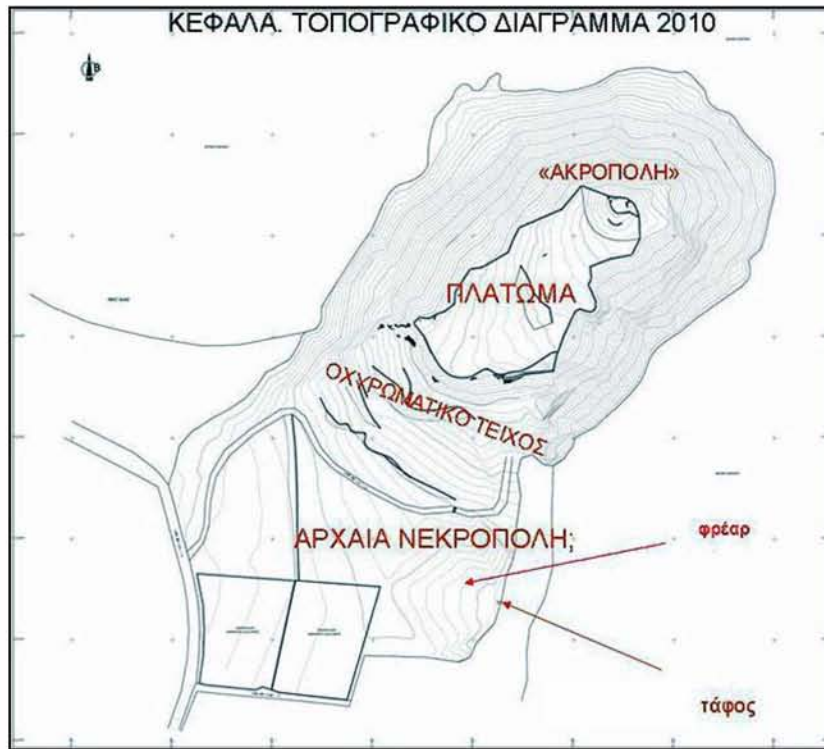 ΚΕΦΑΛΑ. ΤΟΠΟΓΡΑΦΙΚΟ ΔΙΑΓΡΑΜΜΑ 2010
Β
«ΑΚΡΟΠΟΛΗ»
ΠΛΑΤΩΜΑ
ΟΧΥΡΩΜΑΤΙΚΟ ΤΕΙΧΟΣ
ΑΡΧΑΙΑ ΝΕΚΡΟΠΟΛΗ;
φρέαρ
τάφος